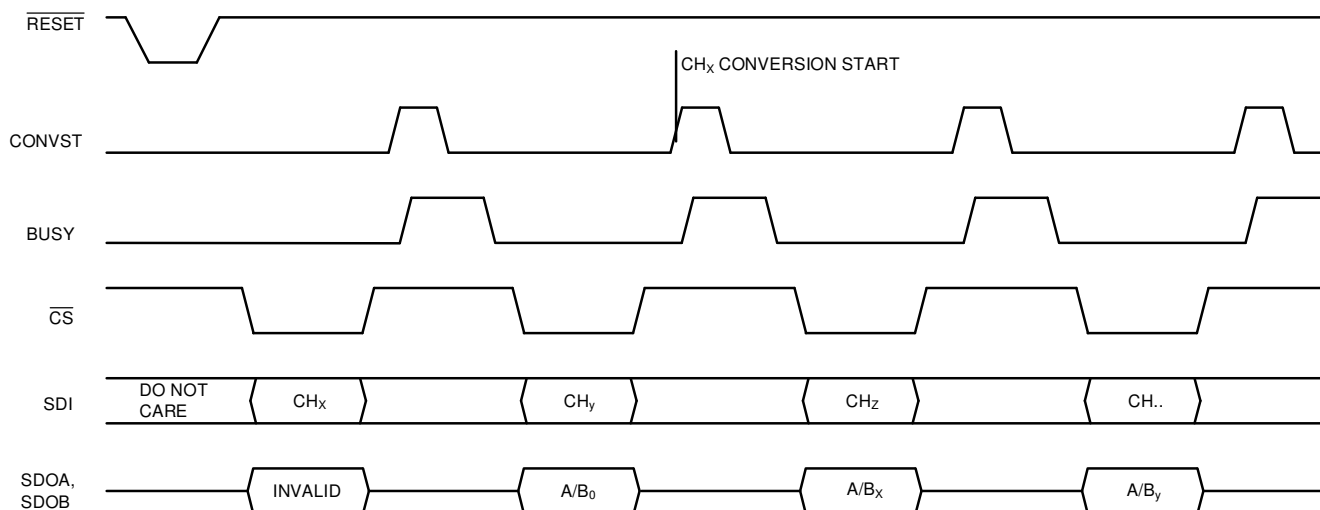 RESET
CHX CONVERSION START
CONVST
BUSY
CS
SDI
DO NOT
CARE
CHX
CHy
CHZ
CH..
SDOA,
SDOB
INVALID
A/B0
A/BX
A/By